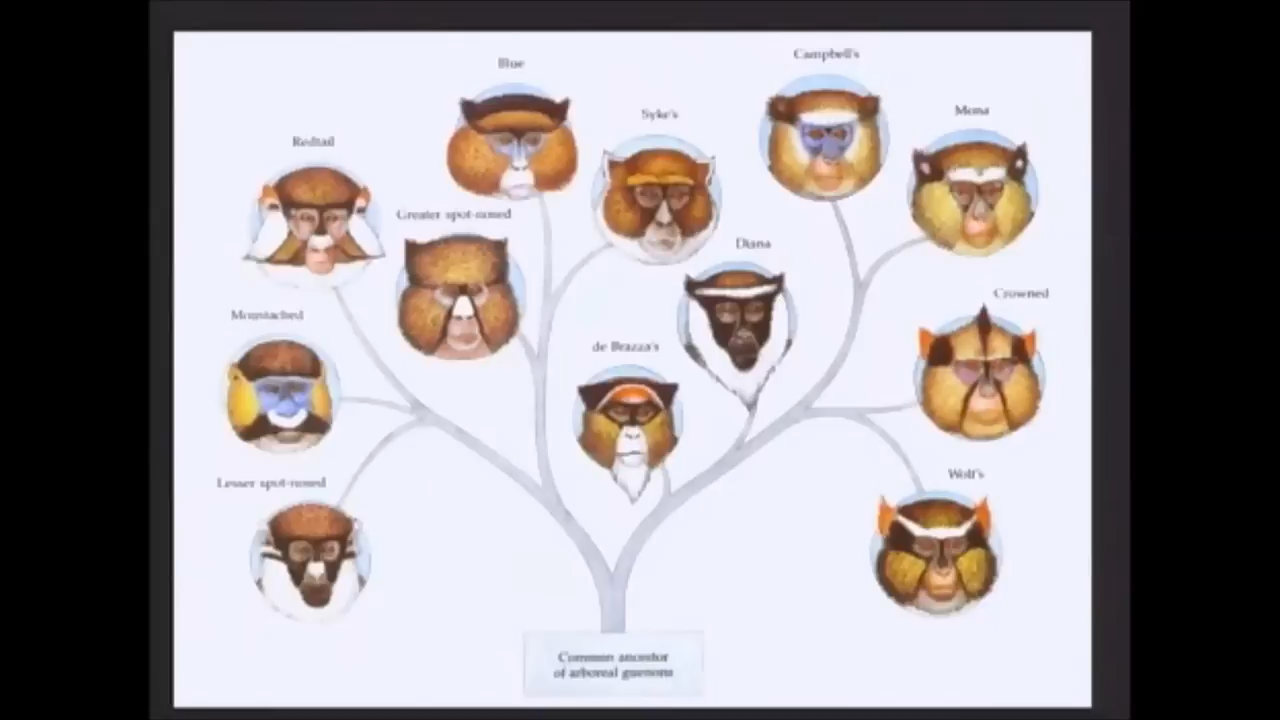 Blue
Campbell's
Syke's
Mona
Redtail
Greater spot-nosed
Diana
Crowned
Moustached
de Brazza's
Wolf's
Lesser spot-nosed
Common ancestor
of arboreal guenons